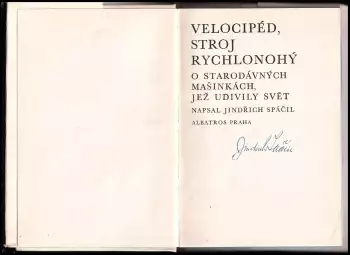 VELOCIPÉD,
STROJ
RYCHLONOHÝ
O STARODÁVNÝCH
MAŠINKÁCH,
JEŽ UDIVILY SVĚT
NAPSAL JINDŘICH SPÁČIL
ALBATROS PRAHA